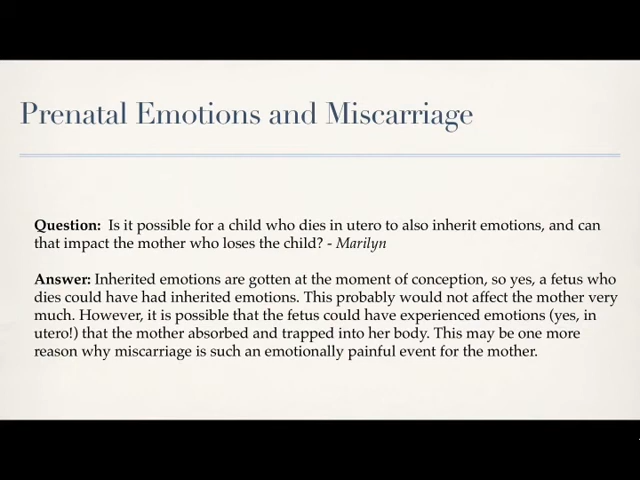 Prenatal Emotions and Miscarriage
Question: Is it possible for a child who dies in utero to also inherit emotions, and can
that impact the mother who loses the child? - Marilyn
Answer: Inherited emotions are gotten at the moment of conception, so yes, a fetus who
dies could have had inherited emotions. This probably would not affect the mother very
much. However, it is possible that the fetus could have experienced emotions (yes, in
utero!) that the mother absorbed and trapped into her body. This may be one more
reason why miscarriage is such an emotionally painful event for the mother.